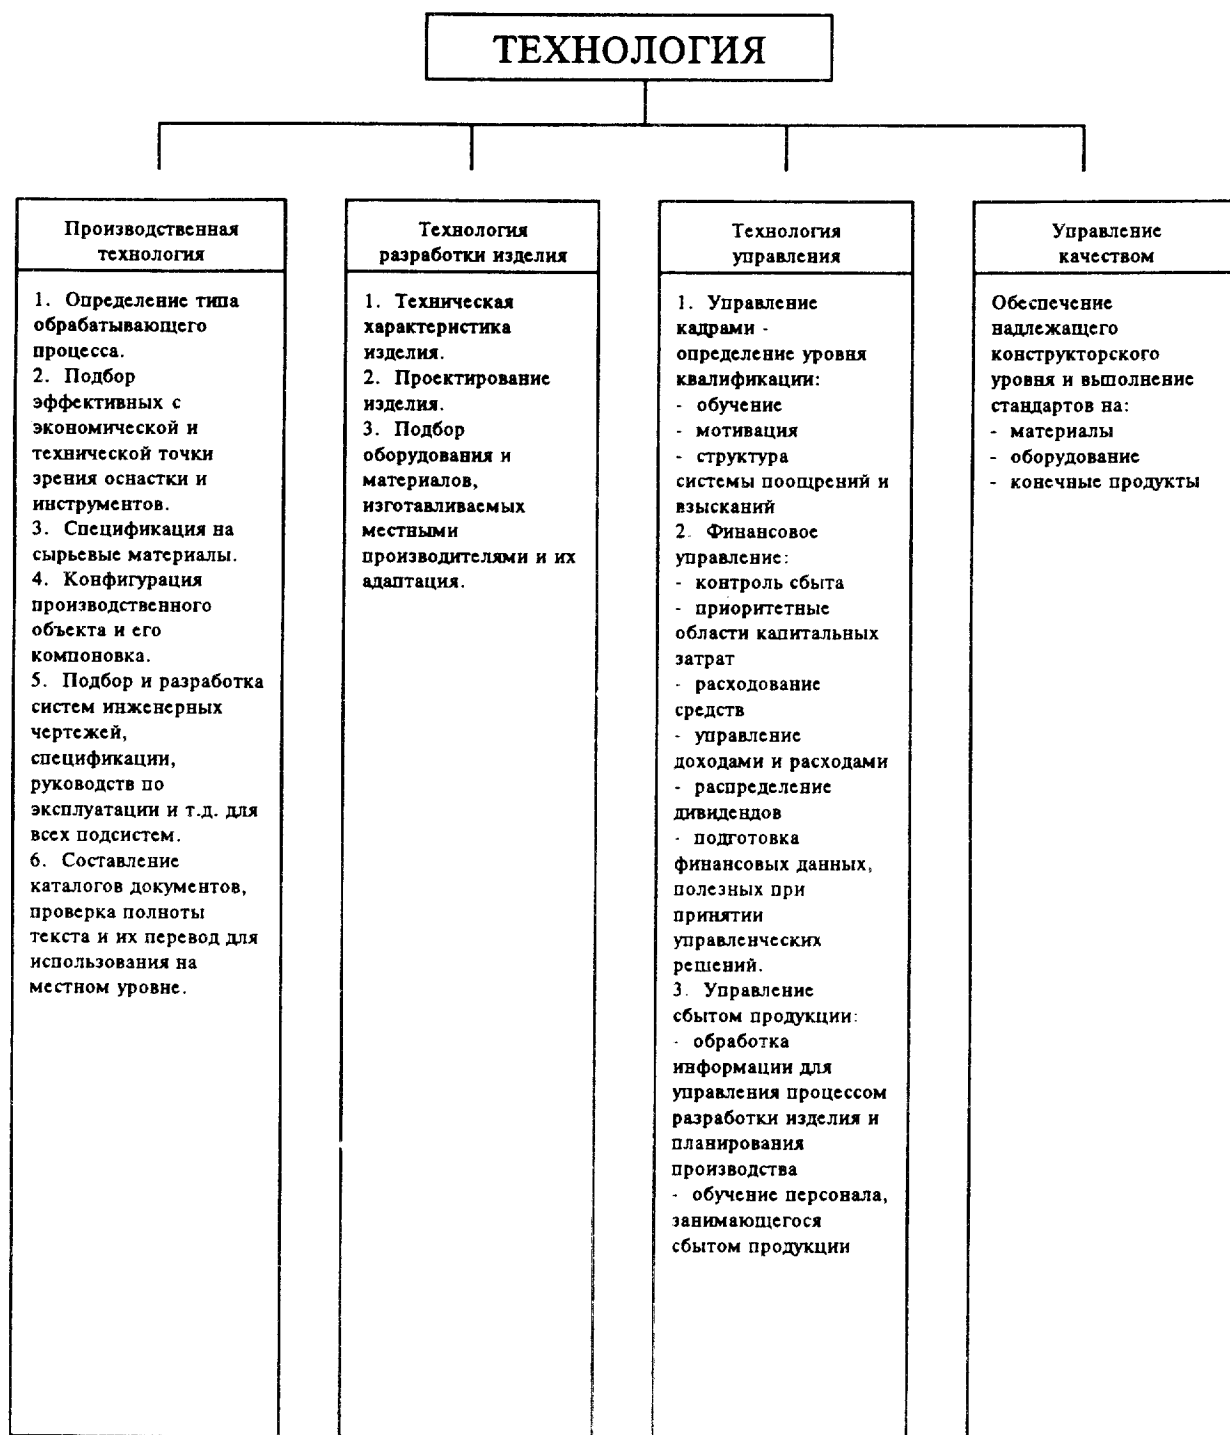 ТЕХНОЛОГИЯ
Производственная
технология
1. Определение типа
обрабатывающего
процесса.
2. Подбор
эффективных с
экономической и
технической точки
зрения оснастки и
инструментов.
3. Спецификация на
сырьевые материалы.
4. Конфигурация
производственного
объекта и его
компоновка.
5. Подбор и разработка
систем инженерных
чертежей,
спецификации,
руководств по
эксплуатации и т.д. для
всех подсистем.
6. Составление
каталогов документов,
проверка полноты
текста и их перевод для
использования на
местном уровне.
Технология
разработки изделия
1. Техническая
характеристика
изделия.
2. Проектирование
изделия.
3. Подбор
оборудования и
материалов,
изготавливаемых
местными
производителями и их
адаптация.
Технология
управления
1. Управление
кадрами -
определение уровня
квалификации:
- обучение
- мотивация
- структура
системы поощрений и
взысканий
2. Финансовое
управление:
- контроль сбыта
- приоритетные
области капитальных
затрат
- расходование
средств
- управление
доходами и расходами
- распределение
дивидендов
- подготовка
финансовых данных,
полезных при
принятии
управленческих
решений.
3. Управление
сбытом продукции:
- обработка
информации для
управления процессом
разработки изделия и
планирования
производства
- обучение персонала,
занимающегося
сбытом продукции
Управление
качеством
Обеспечение
надлежащего
конструкторского
уровня и выполнение
стандартов на:
- материалы
- оборудование
- конечные продукты